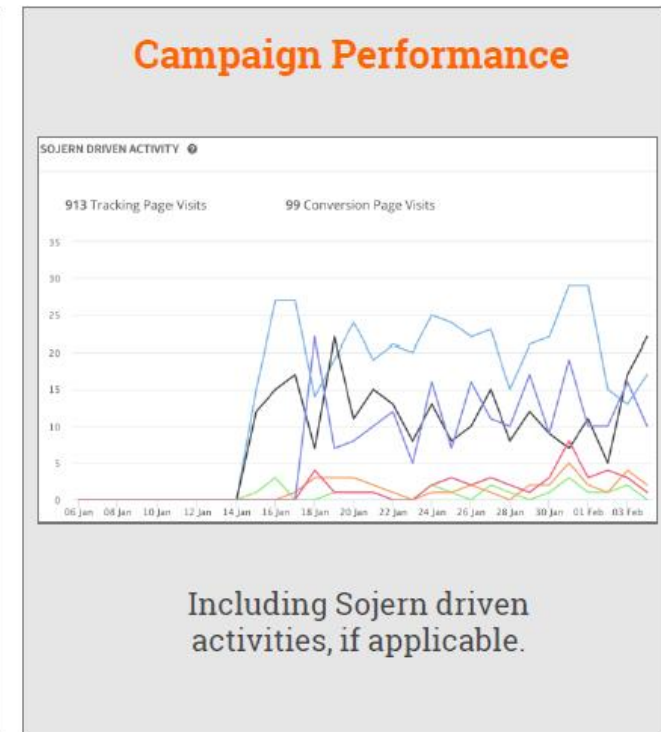 Campaign Performance
SOJERN DRIVEN ACTIVITY
913 Tracking Page Visits
99 Conversion Page Visits
35
30
25
20
15
10
5
0
06 Jan 08 Jan 10 Jan 12 Jan 14 Jan 16 Jan 18 Jan 20 Jan 22 Jan 24 Jan 26 Jan 28 Jan 30 Jan 01 Feb 03 Feb
Including Sojern driven
activities, if applicable.